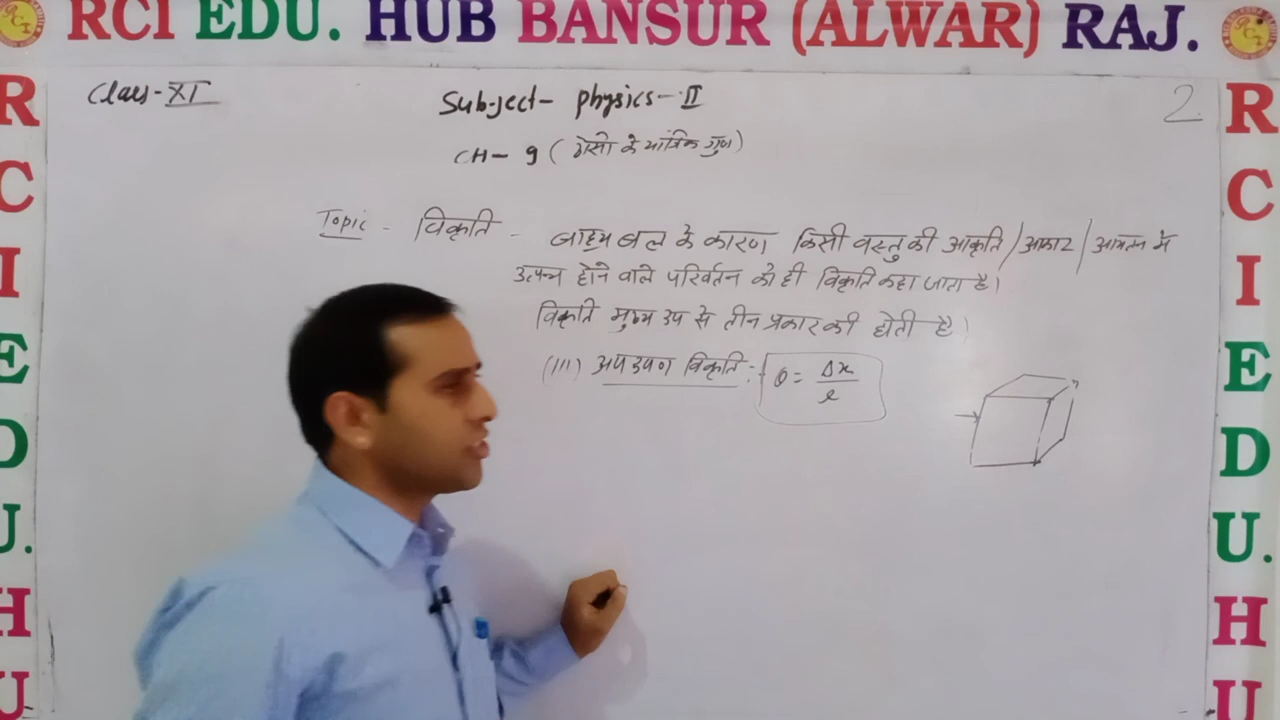 RCI EDU. HUB BANSUR (ALWAR) RAJ.
Class-XI
Subject- physics-II
2
CH- 9 (ठोसो के यांत्रिक गुण)
Topic - विकृति - बाह्य बल के कारण किसी वस्तु की आकृति/आकार/आयतन में
उत्पन्न होने वाले परिवर्तन को ही विकृति कहा जाता है।
विकृति मुख्य रुप से तीन प्रकार की होती है।
(III) अपरुपण विकृति:- θ = Δx/l
R
C
I
E
D
U.
H
U
R
C
I
E
D
U.
H
U